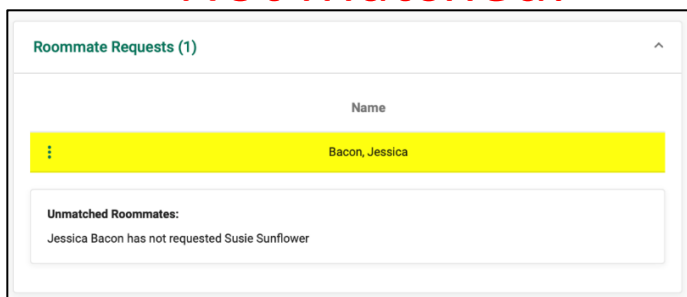 Roommate Requests (1)
Name
Bacon, Jessica
Unmatched Roommates:
Jessica Bacon has not requested Susie Sunflower